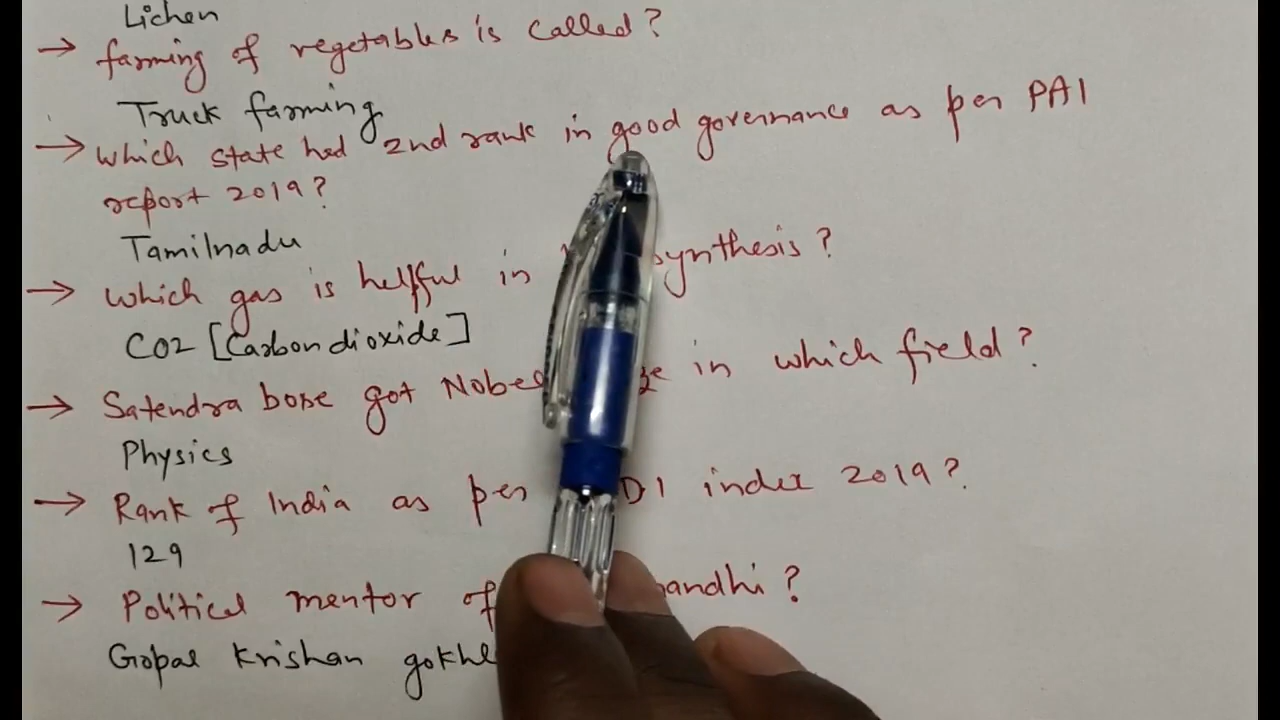 Lichen
→ farming of vegetables is called?
Truck farming
→ which state had 2nd rank in good governance as per PAI
report 2019?
Tamilnadu
→ which gas is helpful in synthesis?
CO2 [Carbondioxide]
→ Satendra bose got Nobel in which field?
Physics
→ Rank of India as per DI index 2019?
129
→ Political mentor of andhi?
Gopal Krishan gokhl